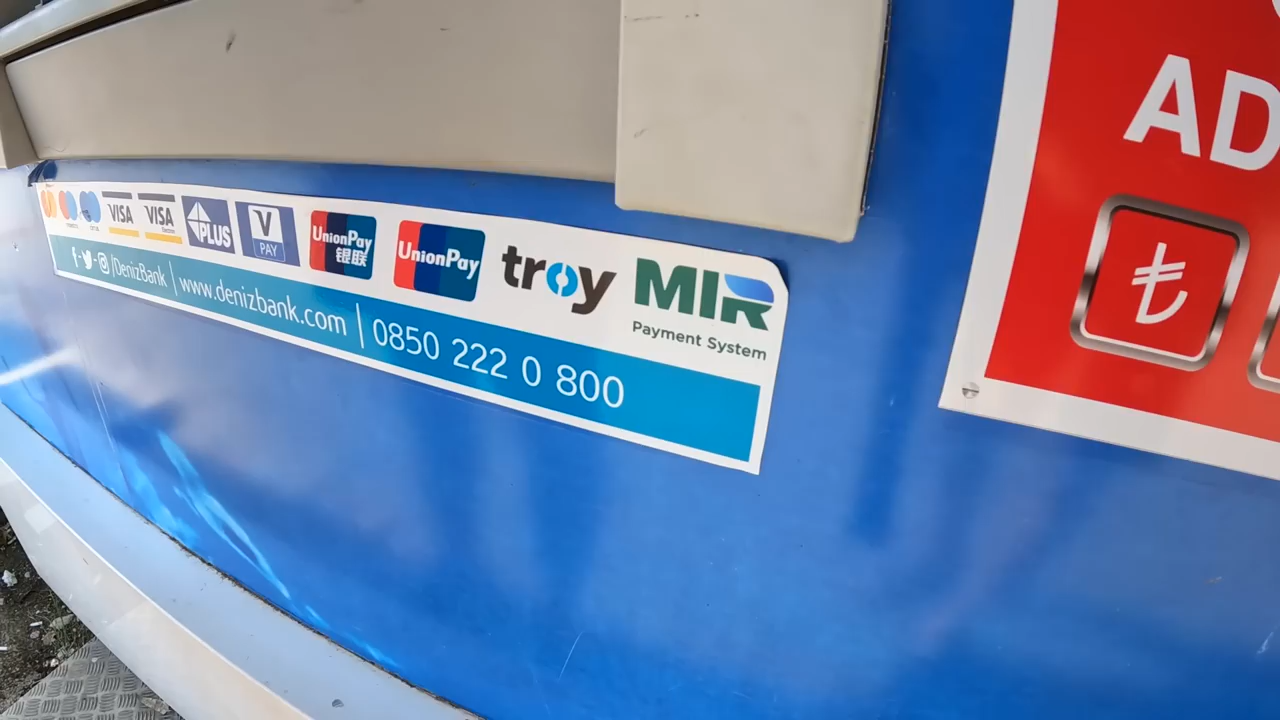 VISA
VISA
PLUS
V
PAY
UnionPay
银联
UnionPay
troy
MIR
Payment System
/DenizBank | www.denizbank.com | 0850 222 0 800
AD
₺